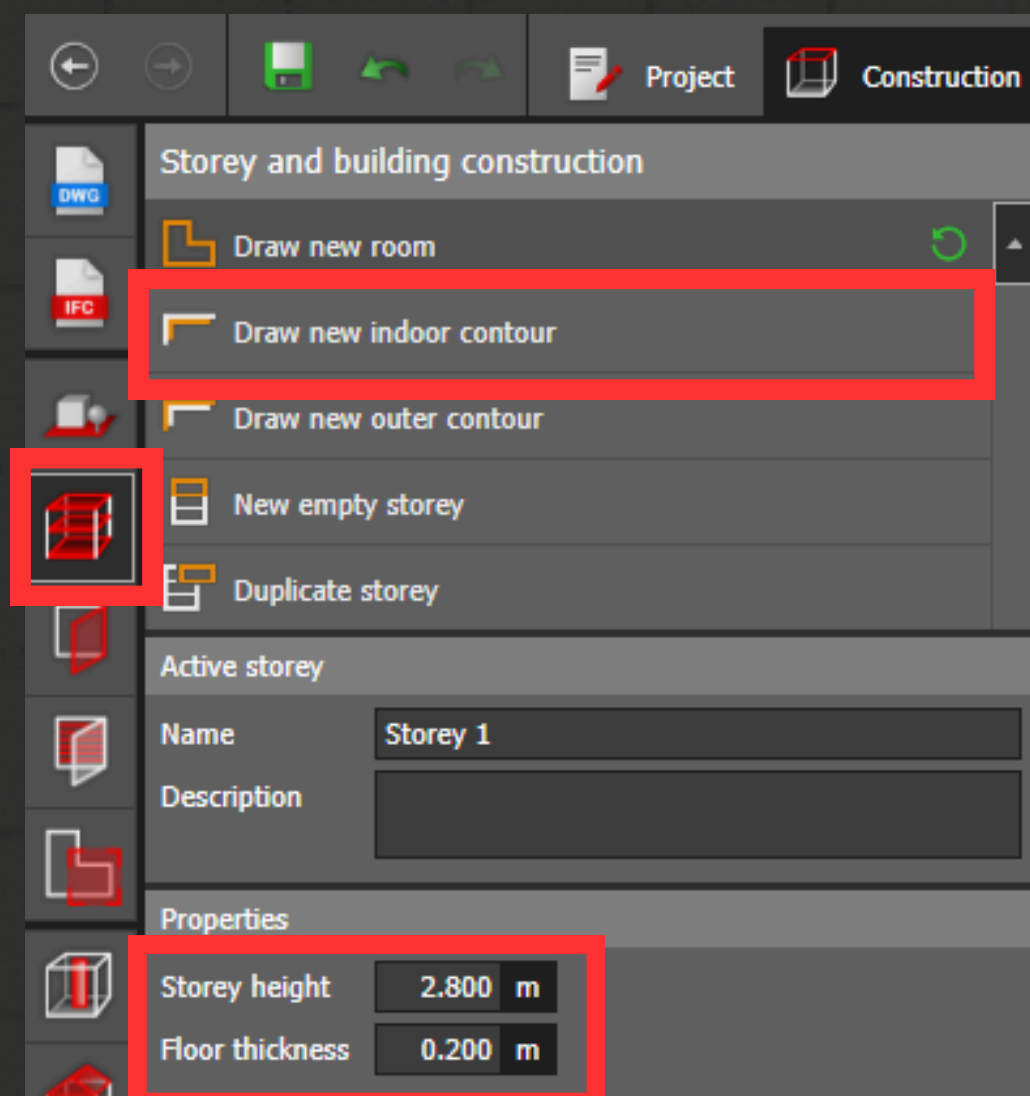 Project Construction
DWG
Storey and building construction
Draw new room
IFC
Draw new indoor contour
Draw new outer contour
New empty storey
Duplicate storey
Active storey
Name Storey 1
Description
Properties
Storey height 2.800 m
Floor thickness 0.200 m